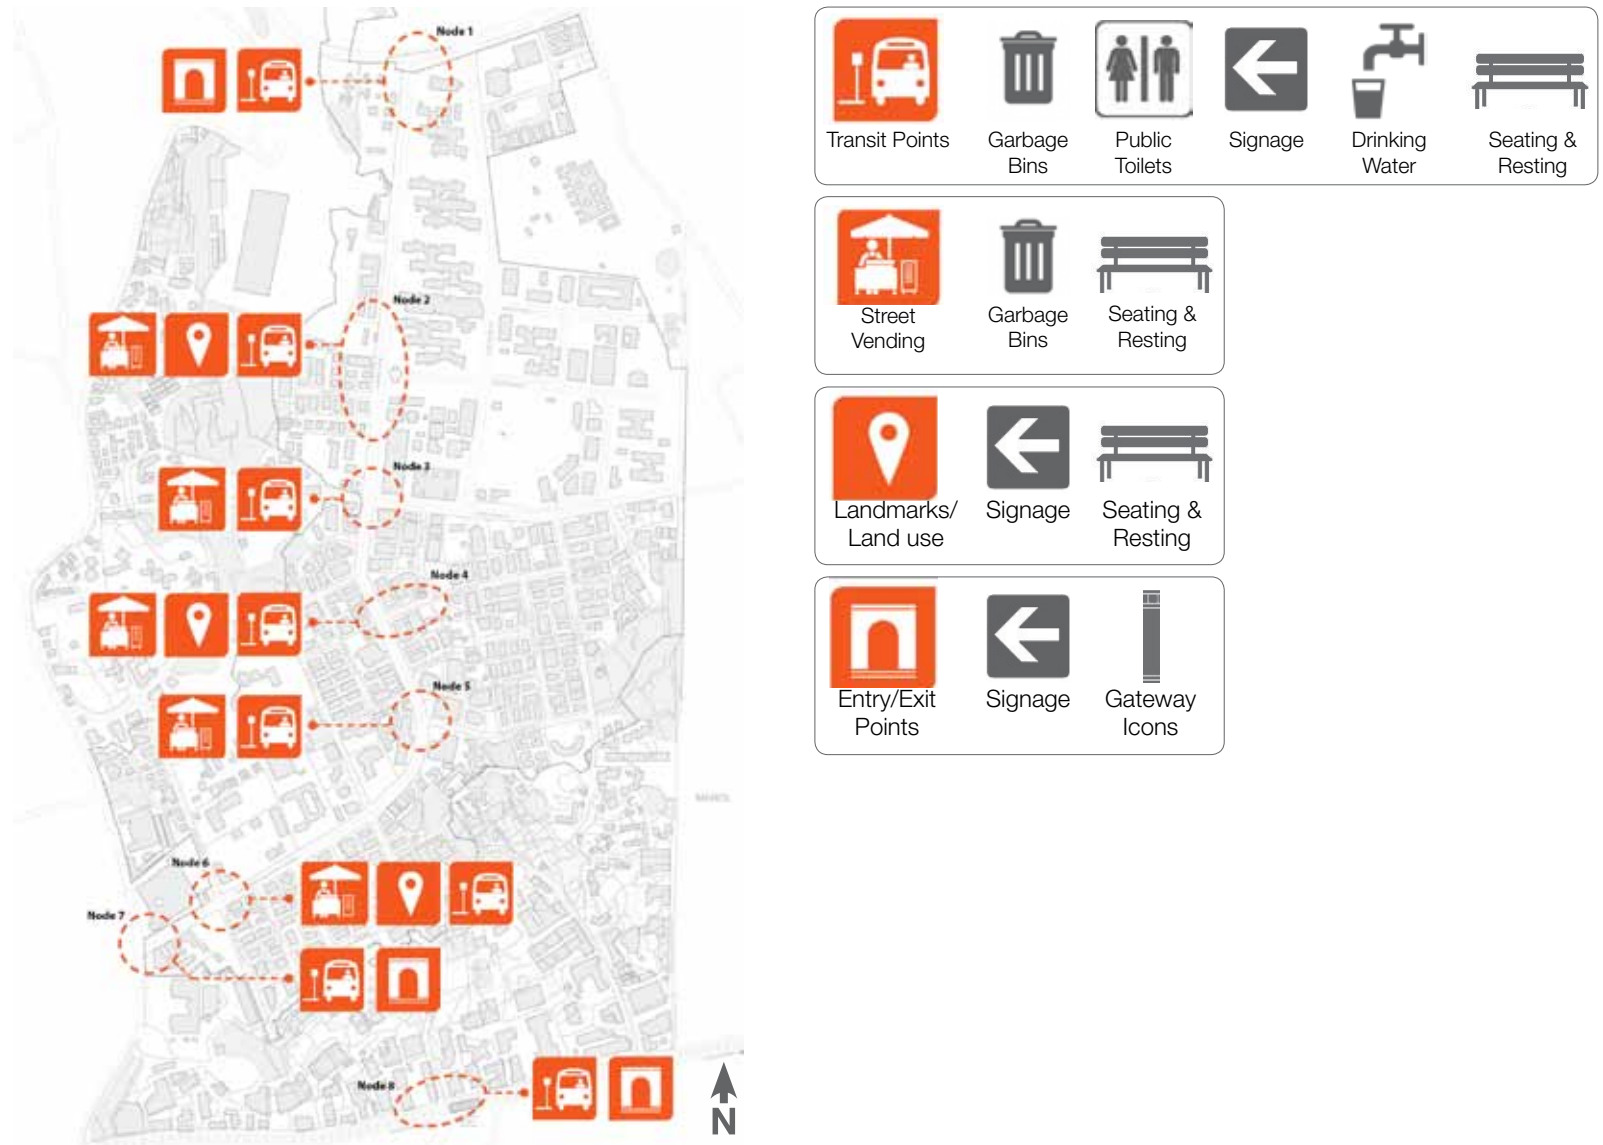 Node 1
Node 2
Node 3
Node 4
Node 5
Node 6
Node 7
Node 8
N
Transit Points
Garbage
Bins
Public
Toilets
Signage
Drinking
Water
Seating &
Resting
Street
Vending
Garbage
Bins
Seating &
Resting
Landmarks/
Land use
Signage
Seating &
Resting
Entry/Exit
Points
Signage
Gateway
Icons